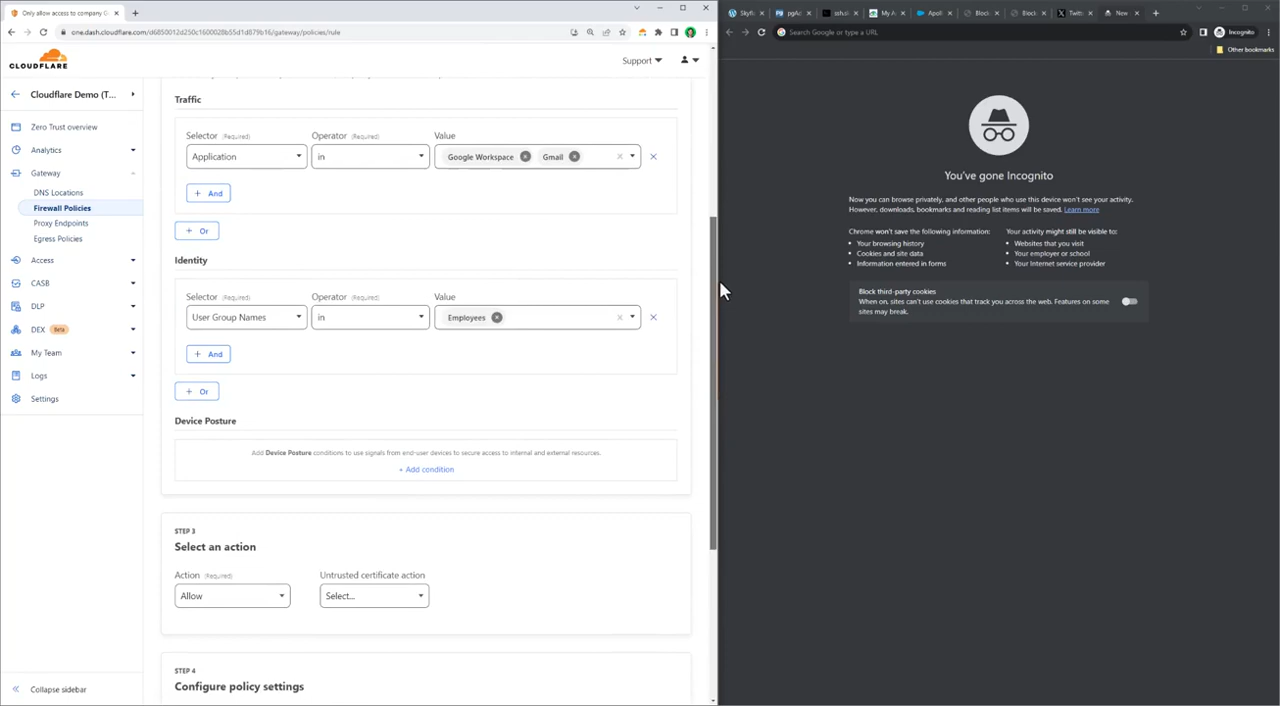 Only allow access to company G
one.dash.cloudflare.com/d6850012d250c1600028b55d1d879b16/gateway/policies/rule
CLOUDFLARE
Support
Cloudflare Demo (T...
Zero Trust overview
Analytics
Gateway
DNS Locations
Firewall Policies
Proxy Endpoints
Egress Policies
Access
CASB
DLP
DEX Beta
My Team
Logs
Settings
Collapse sidebar
Traffic
Selector (Required) Operator (Required) Value
Application in Google Workspace Gmail
+ And
+ Or
Identity
Selector (Required) Operator (Required) Value
User Group Names in Employees
+ And
+ Or
Device Posture
Add Device Posture conditions to use signals from end-user devices to secure access to internal and external resources.
+ Add condition
STEP 3
Select an action
Action (Required) Untrusted certificate action
Allow Select...
STEP 4
Configure policy settings
Skyfl pgA ssh.sl My A Apoll Block Block Twitt New
Search Google or type a URL
Incognito
Other bookmarks
You've gone Incognito
Now you can browse privately, and other people who use this device won't see your activity.
However, downloads, bookmarks and reading list items will be saved. Learn more
Chrome won't save the following information:
• Your browsing history
• Cookies and site data
• Information entered in forms
Your activity might still be visible to:
• Websites that you visit
• Your employer or school
• Your Internet service provider
Block third-party cookies
When on, sites can't use cookies that track you across the web. Features on some
sites may break.